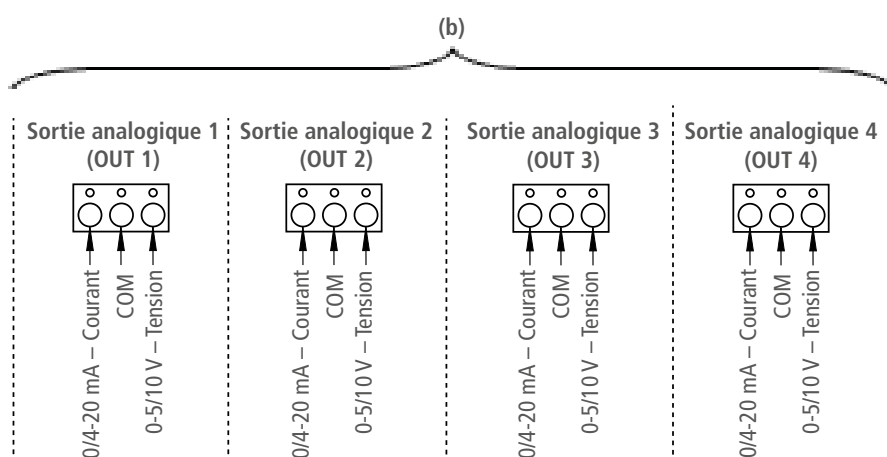 (b)
Sortie analogique 1
(OUT 1)
Sortie analogique 2
(OUT 2)
Sortie analogique 3
(OUT 3)
Sortie analogique 4
(OUT 4)
0/4-20 mA – Courant
COM
0-5/10 V – Tension
0/4-20 mA – Courant
COM
0-5/10 V – Tension
0/4-20 mA – Courant
COM
0-5/10 V – Tension
0/4-20 mA – Courant
COM
0-5/10 V – Tension